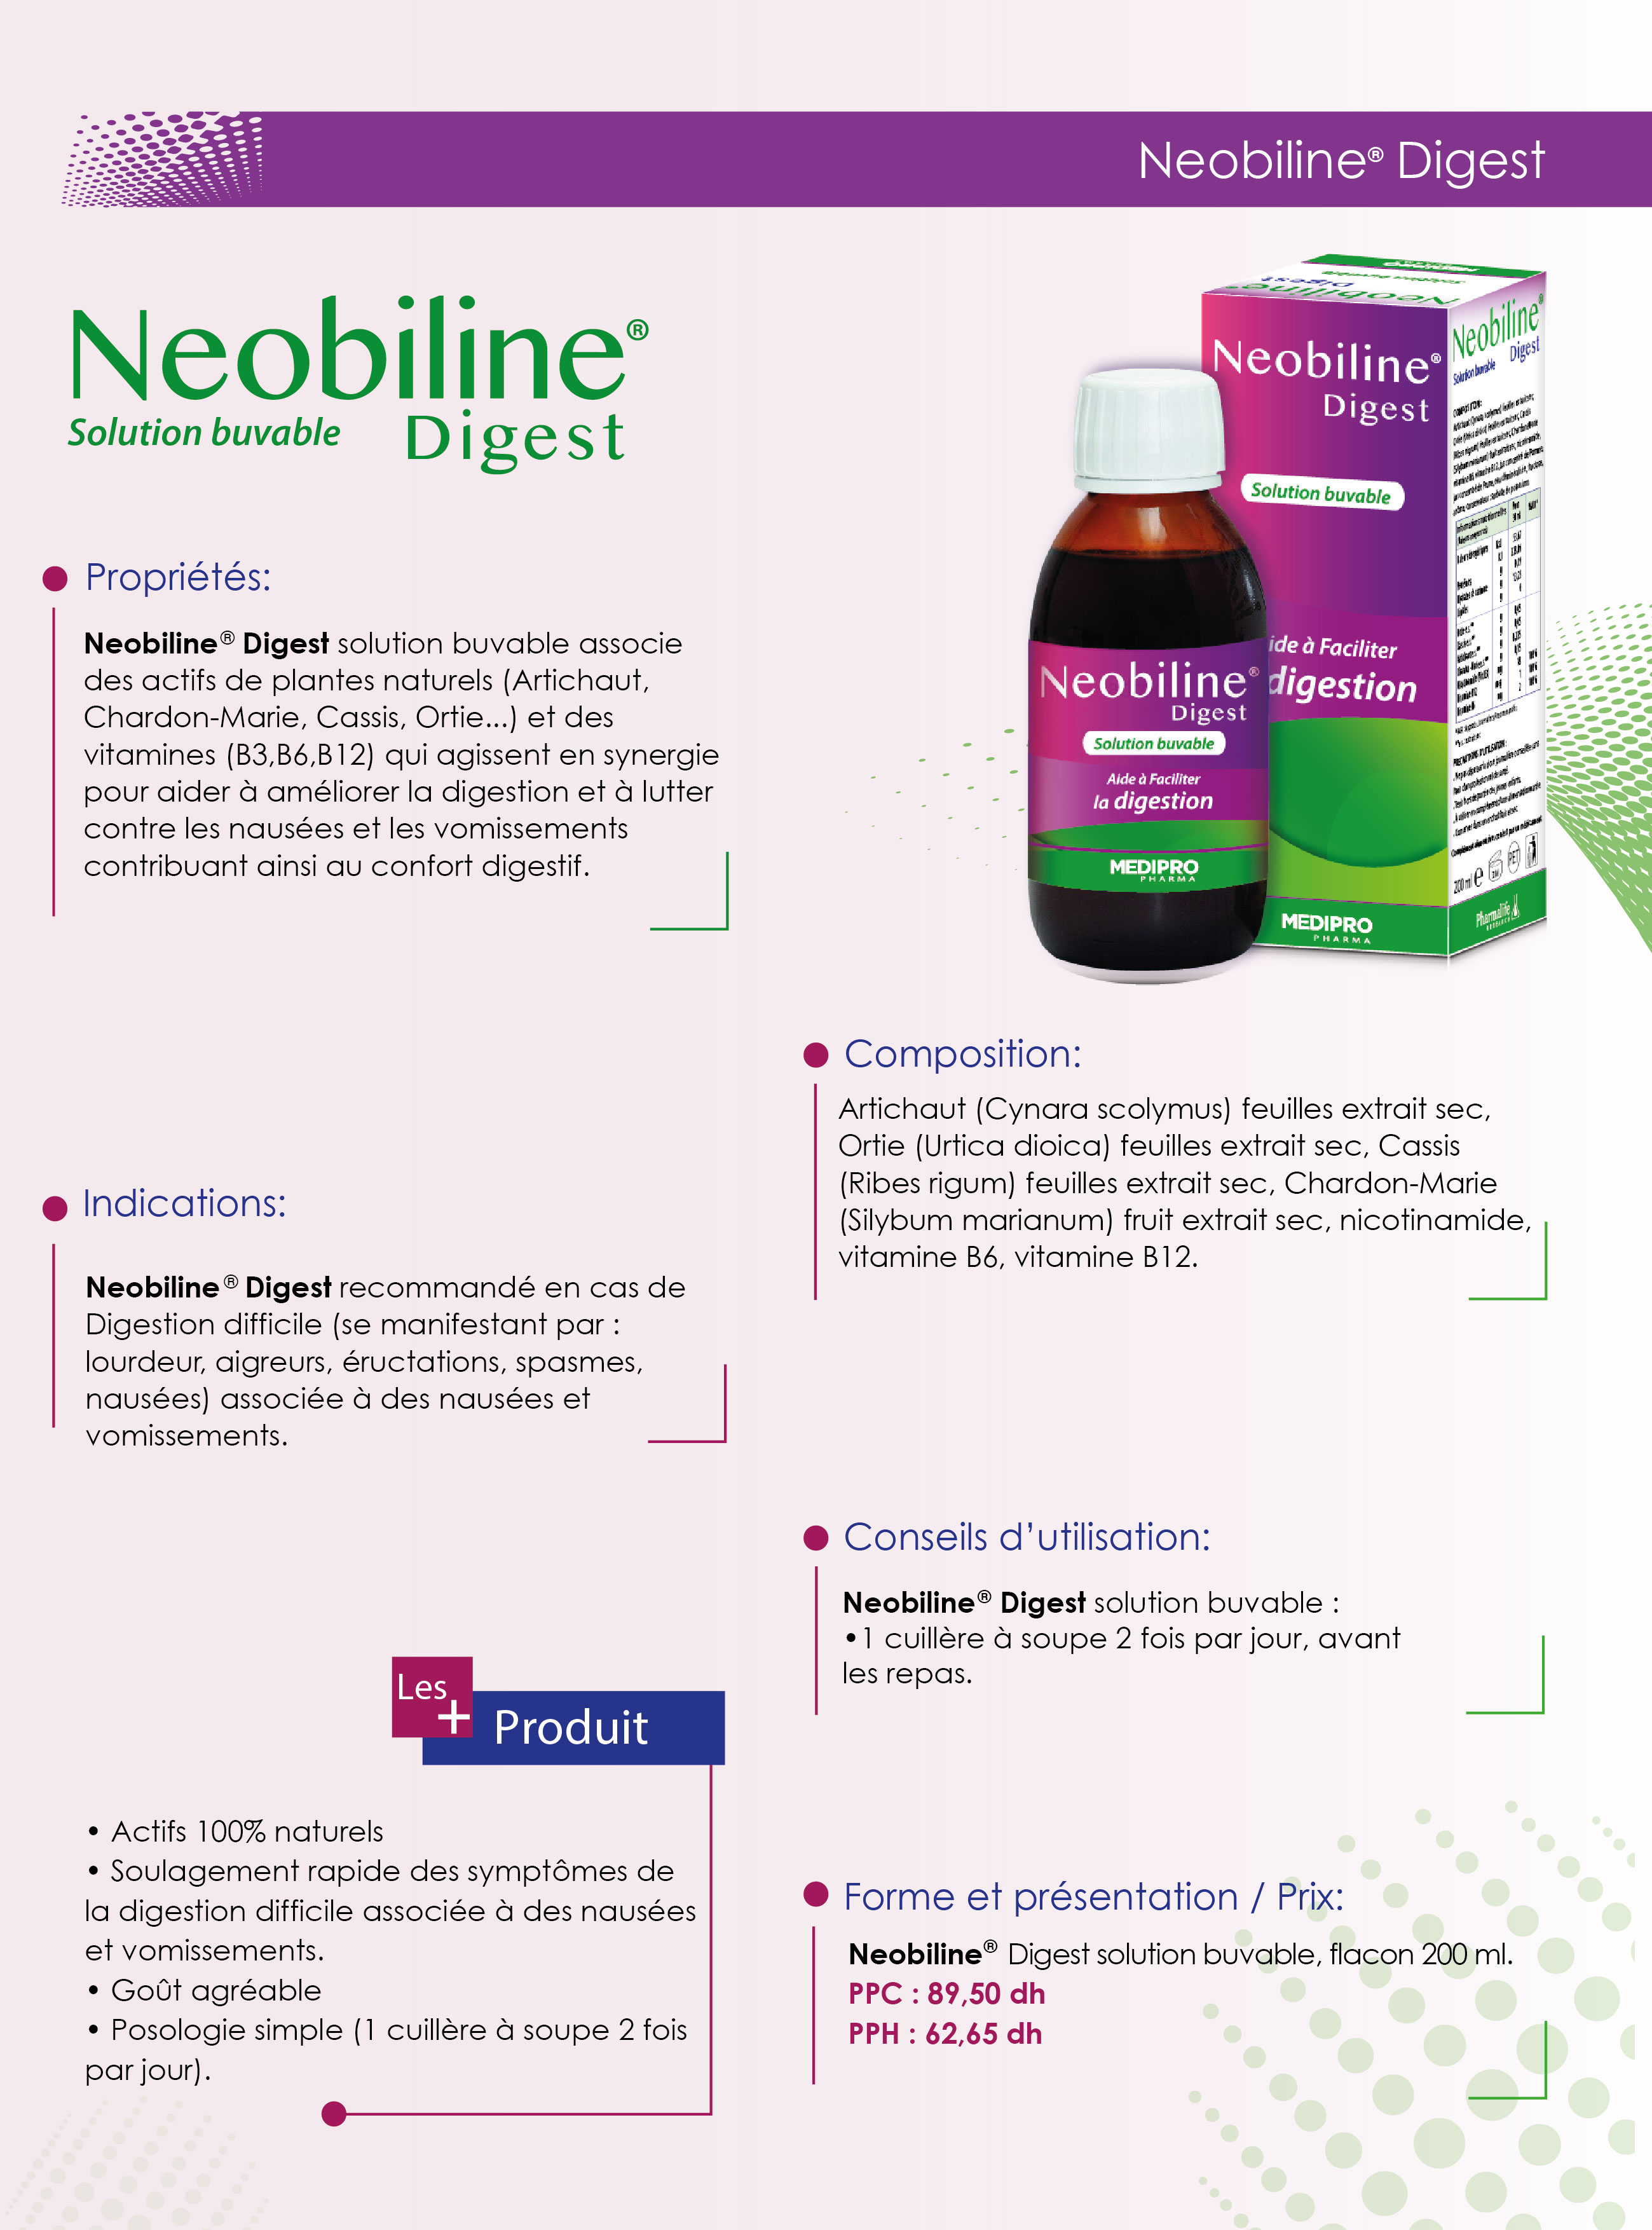 Neobiline® Digest
Neobiline®
Solution buvable Digest
Propriétés:
Neobiline® Digest solution buvable associe
des actifs de plantes naturels (Artichaut,
Chardon-Marie, Cassis, Ortie...) et des
vitamines (B3,B6,B12) qui agissent en synergie
pour aider à améliorer la digestion et à lutter
contre les nausées et les vomissements
contribuant ainsi au confort digestif.
Indications:
Neobiline® Digest recommandé en cas de
Digestion difficile (se manifestant par :
lourdeur, aigreurs, éructations, spasmes,
nausées) associée à des nausées et
vomissements.
Les +
Produit
• Actifs 100% naturels
• Soulagement rapide des symptômes de
la digestion difficile associée à des nausées
et vomissements.
• Goût agréable
• Posologie simple (1 cuillère à soupe 2 fois
par jour).
Neobiline®
Digest
Solution buvable
ide à Faciliter
digestion
MEDIPRO
PHARMA
Neobiline®
Digest
Solution buvable
Aide à Faciliter
la digestion
MEDIPRO
PHARMA
Neobiline®
Solution buvable Digest
200 ml e
Pharmalife
RESEARCH
Composition:
Artichaut (Cynara scolymus) feuilles extrait sec,
Ortie (Urtica dioica) feuilles extrait sec, Cassis
(Ribes rigum) feuilles extrait sec, Chardon-Marie
(Silybum marianum) fruit extrait sec, nicotinamide,
vitamine B6, vitamine B12.
Conseils d’utilisation:
Neobiline® Digest solution buvable :
•1 cuillère à soupe 2 fois par jour, avant
les repas.
Forme et présentation / Prix:
Neobiline® Digest solution buvable, flacon 200 ml.
PPC : 89,50 dh
PPH : 62,65 dh